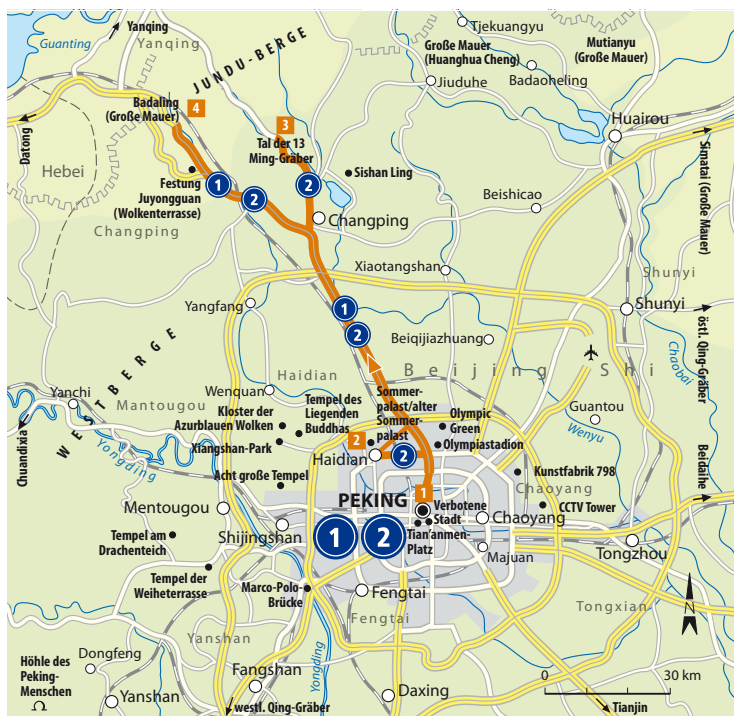 Yanqing
Guanting
Yanqing
JUNDU-BERGE
Tjekuangyu
Große Mauer
(Huanghua Cheng)
Mutianyu
(Große Mauer)
Badaoheling
Jiuduhe
Badaling
(Große Mauer)
4
3
Huairou
Datong
Tal der 13
Ming-Gräber
Simatai (Große Mauer)
Hebei
Sishan Ling
Festung
Juyongguan
(Wolkenterrasse)
1
2
2
Beishicao
Changping
Changping
Xiaotangshan
Shunyi
Yangfang
1
Shunyi
östl. Qing-Gräber
2
Beiqijiazhuang
Chaobai
WESTBERGE
Beijing Shi
Haidian
Yanchi
Mantougou
Wenquan
Sommer-
palast/alter
Sommer-
palast
Tempel des
Liegenden
Buddhas
Kloster der
Azurblauen Wolken
Olympic
Green
Guantou
Wenyu
Chuandixia
Yongding
Xiangshan-Park
2
Olympiastadion
Haidian
2
Beidaihe
Acht große Tempel
Kunstfabrik 798
Chaoyang
PEKING
1
Mentougou
Verbotene
Stadt
CCTV Tower
Chaoyang
Shijingshan
1
2
Tian'anmen-
Platz
Tempel am
Drachenteich
Majuan
Tongzhou
Tempel der
Weiheterrasse
Marco-Polo-
Brücke
Fengtai
Fengtai
Tongxian
N
Yanshan
Dongfeng
Höhle des
Peking-
Menschen
Yongding
Fangshan
0 30 km
Yanshan
Daxing
westl. Qing-Gräber
Tianjin